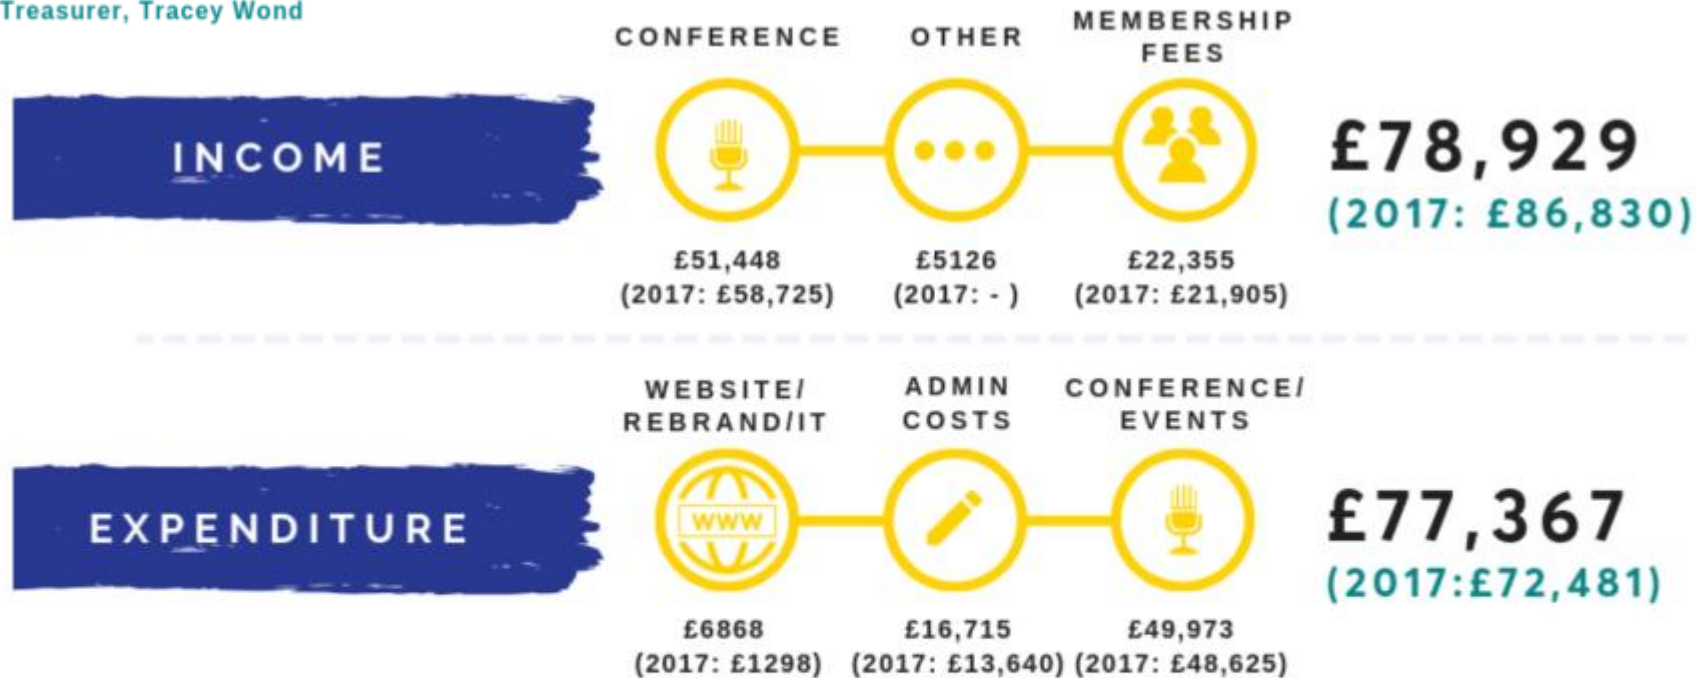 Treasurer, Tracey Wond
CONFERENCE
OTHER
MEMBERSHIP
FEES
INCOME
£78,929
(2017: £86,830)
£51,448
(2017: £58,725)
£5126
(2017: - )
£22,355
(2017: £21,905)
WEBSITE/
REBRAND/IT
ADMIN
COSTS
CONFERENCE/
EVENTS
EXPENDITURE
WWW
£77,367
(2017:£72,481)
£6868
(2017: £1298)
£16,715
(2017: £13,640)
£49,973
(2017: £48,625)